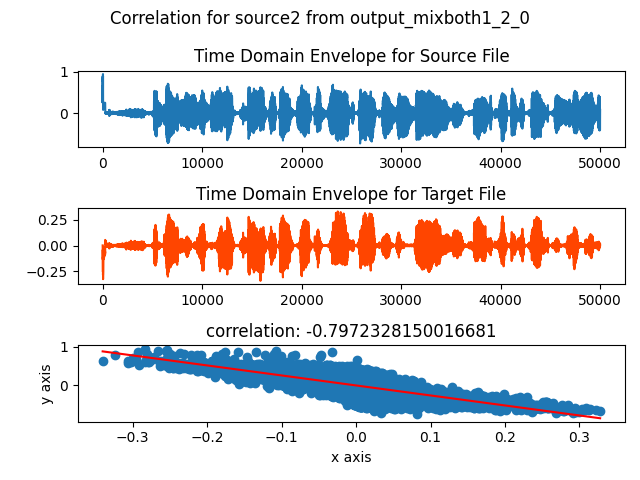 Correlation for source2 from output_mixboth1_2_0
Time Domain Envelope for Source File
1
0
0 10000 20000 30000 40000 50000
Time Domain Envelope for Target File
0.25
0.00
−0.25
0 10000 20000 30000 40000 50000
correlation: -0.7972328150016681
1
0
y axis
−0.3 −0.2 −0.1 0.0 0.1 0.2 0.3
x axis